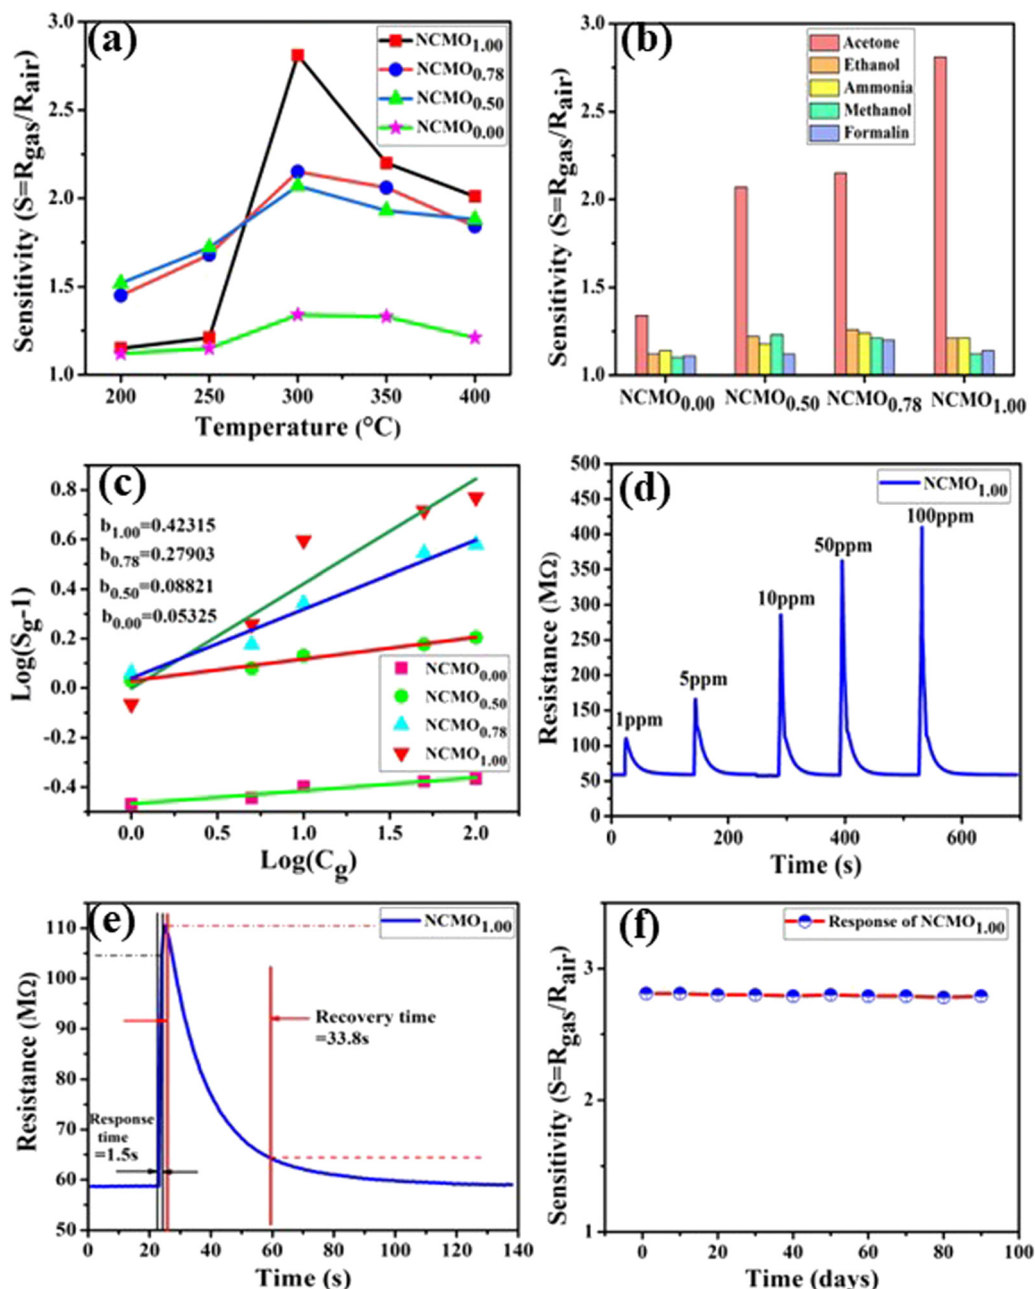 (a)
3.0
2.5
2.0
1.5
1.0
Sensitivity (S=Rgas/Rair)
NCMO1.00
NCMO0.78
NCMO0.50
NCMO0.00
200 250 300 350 400
Temperature (°C)
(b)
3.0
2.5
2.0
1.5
1.0
Sensitivity (S=Rgas/Rair)
Acetone
Ethanol
Ammonia
Methanol
Formalin
NCMO0.00 NCMO0.50 NCMO0.78 NCMO1.00
(c)
0.8
0.6
0.4
0.2
0.0
-0.2
-0.4
Log(Sg-1)
b1.00=0.42315
b0.78=0.27903
b0.50=0.08821
b0.00=0.05325
NCMO0.00
NCMO0.50
NCMO0.78
NCMO1.00
0.0 0.5 1.0 1.5 2.0
Log(Cg)
(d)
500
450
400
350
300
250
200
150
100
50
0
Resistance (MΩ)
NCMO1.00
100ppm
50ppm
10ppm
5ppm
1ppm
0 200 400 600
Time (s)
(e)
110
100
90
80
70
60
50
Resistance (MΩ)
NCMO1.00
Recovery time
=33.8s
Response
time
=1.5s
0 20 40 60 80 100 120 140
Time (s)
(f)
3
2
1
Sensitivity (S=Rgas/Rair)
Response of NCMO1.00
0 20 40 60 80 100
Time (days)